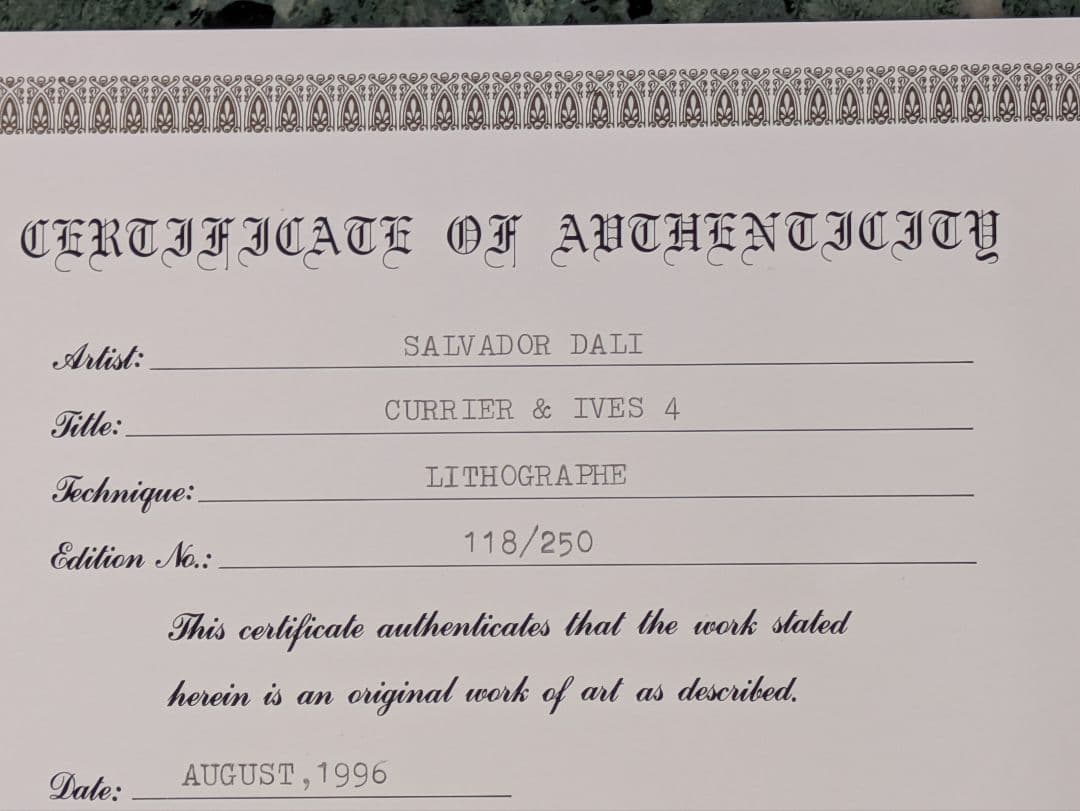 CERTIFICATE OF AUTHENTICITY
Artist: SALVADOR DALI
Title: CURRIER & IVES 4
Technique: LITHOGRAPHE
Edition No.: 118/250
This certificate authenticates that the work stated
herein is an original work of art as described.
Date: AUGUST,1996